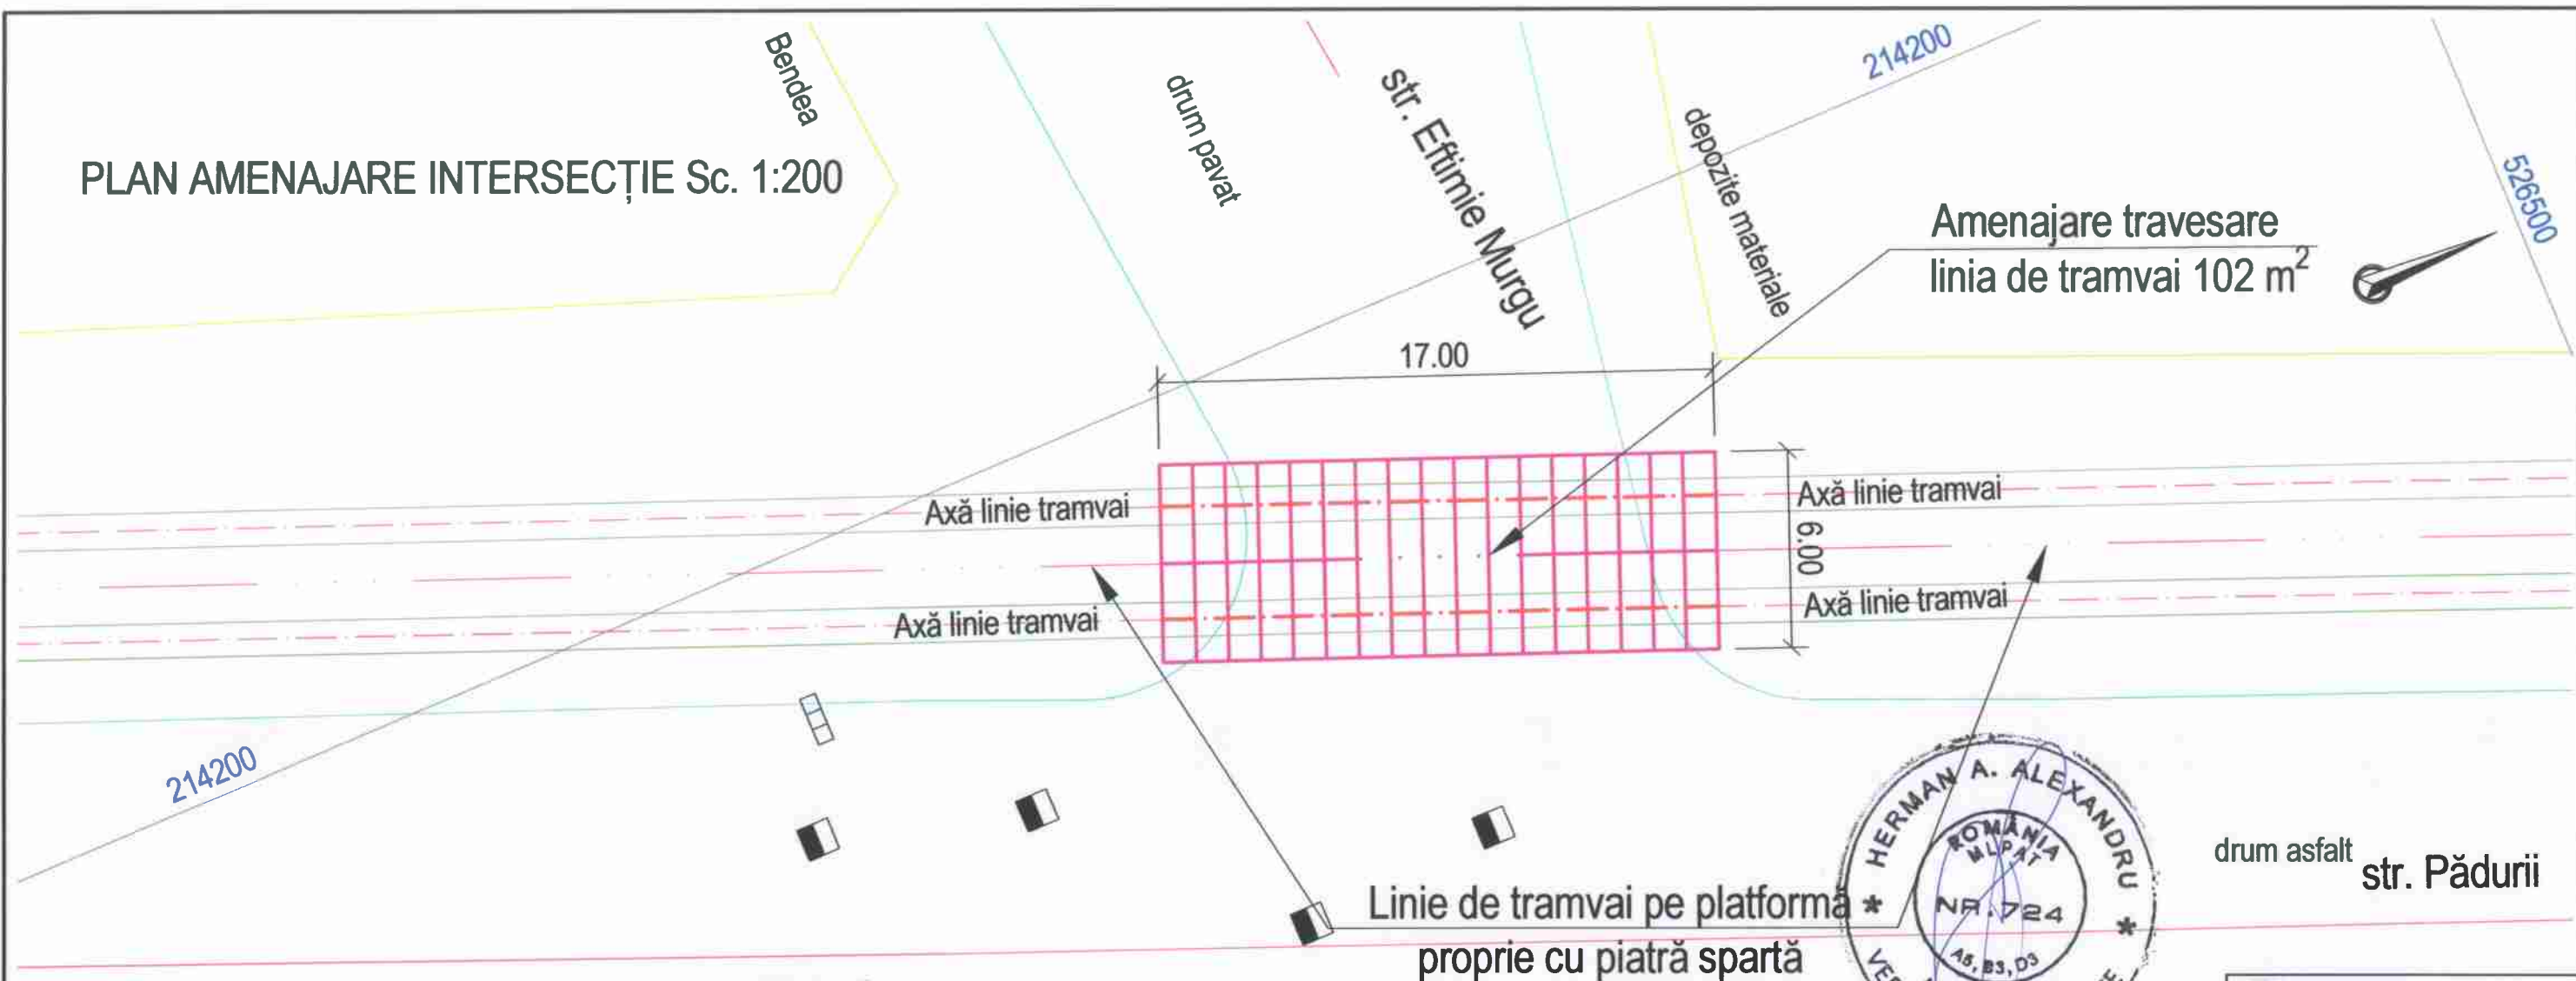 PLAN AMENAJARE INTERSECȚIE Sc. 1:200
Bendea
drum pavat
str. Eftimie Murgu
depozite materiale
214200
526500
Amenajare travesare
linia de tramvai 102 m²
17.00
6.00
Axă linie tramvai
Axă linie tramvai
Axă linie tramvai
Axă linie tramvai
214200
Linie de tramvai pe platformă
proprie cu piatră spartă
HERMAN A. ALEXANDRU
ROMÂNIA
MLPAT
NR. 724
A5, B3, D3
drum asfalt
str. Pădurii